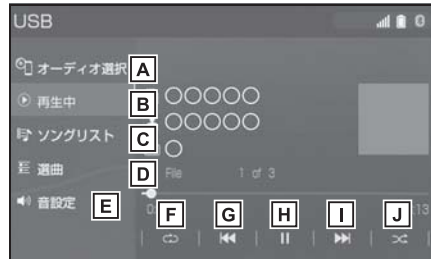 USB
オーディオ選択 A
再生中 B
ソングリスト C
選曲 D
音設定 E
○○○○○
○○○○○
○
File 1 of 3
F G H I J